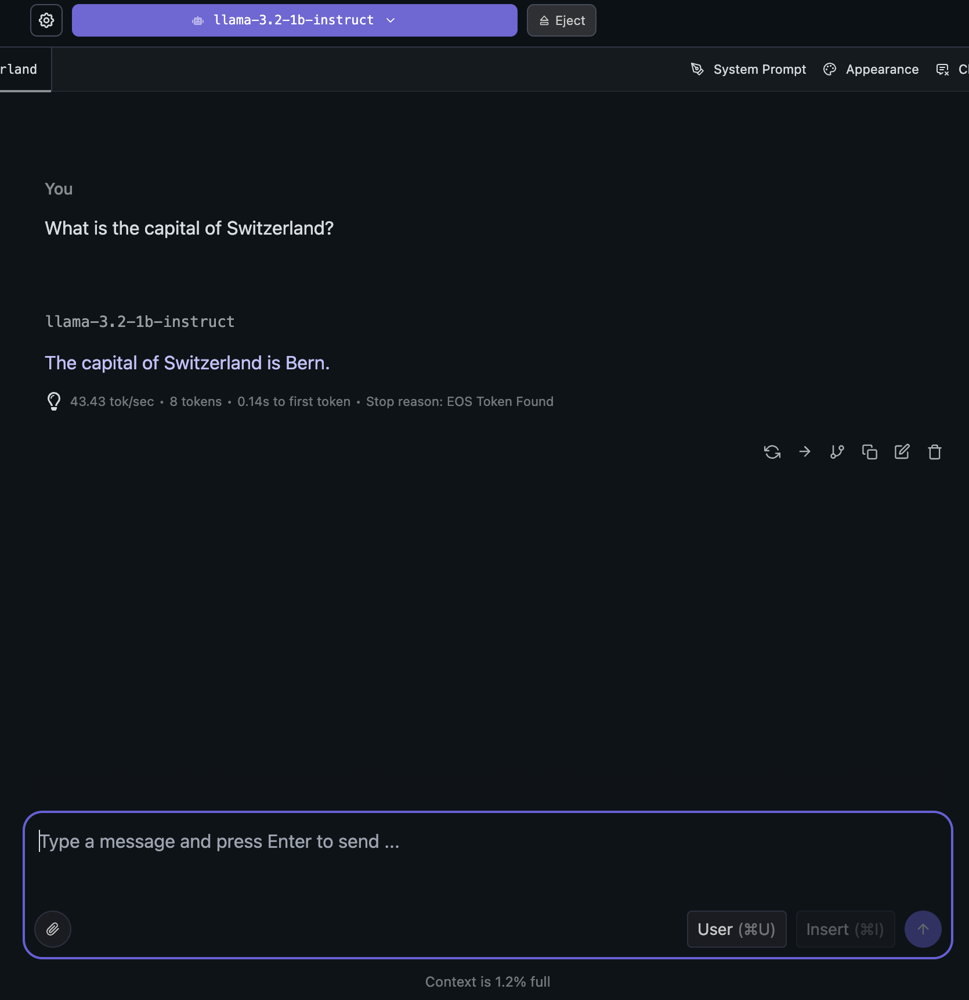 llama-3.2-1b-instruct
Eject
rland
System Prompt
Appearance
You
What is the capital of Switzerland?
llama-3.2-1b-instruct
The capital of Switzerland is Bern.
43.43 tok/sec • 8 tokens • 0.14s to first token • Stop reason: EOS Token Found
Type a message and press Enter to send ...
User (⌘U)
Insert (⌘I)
Context is 1.2% full